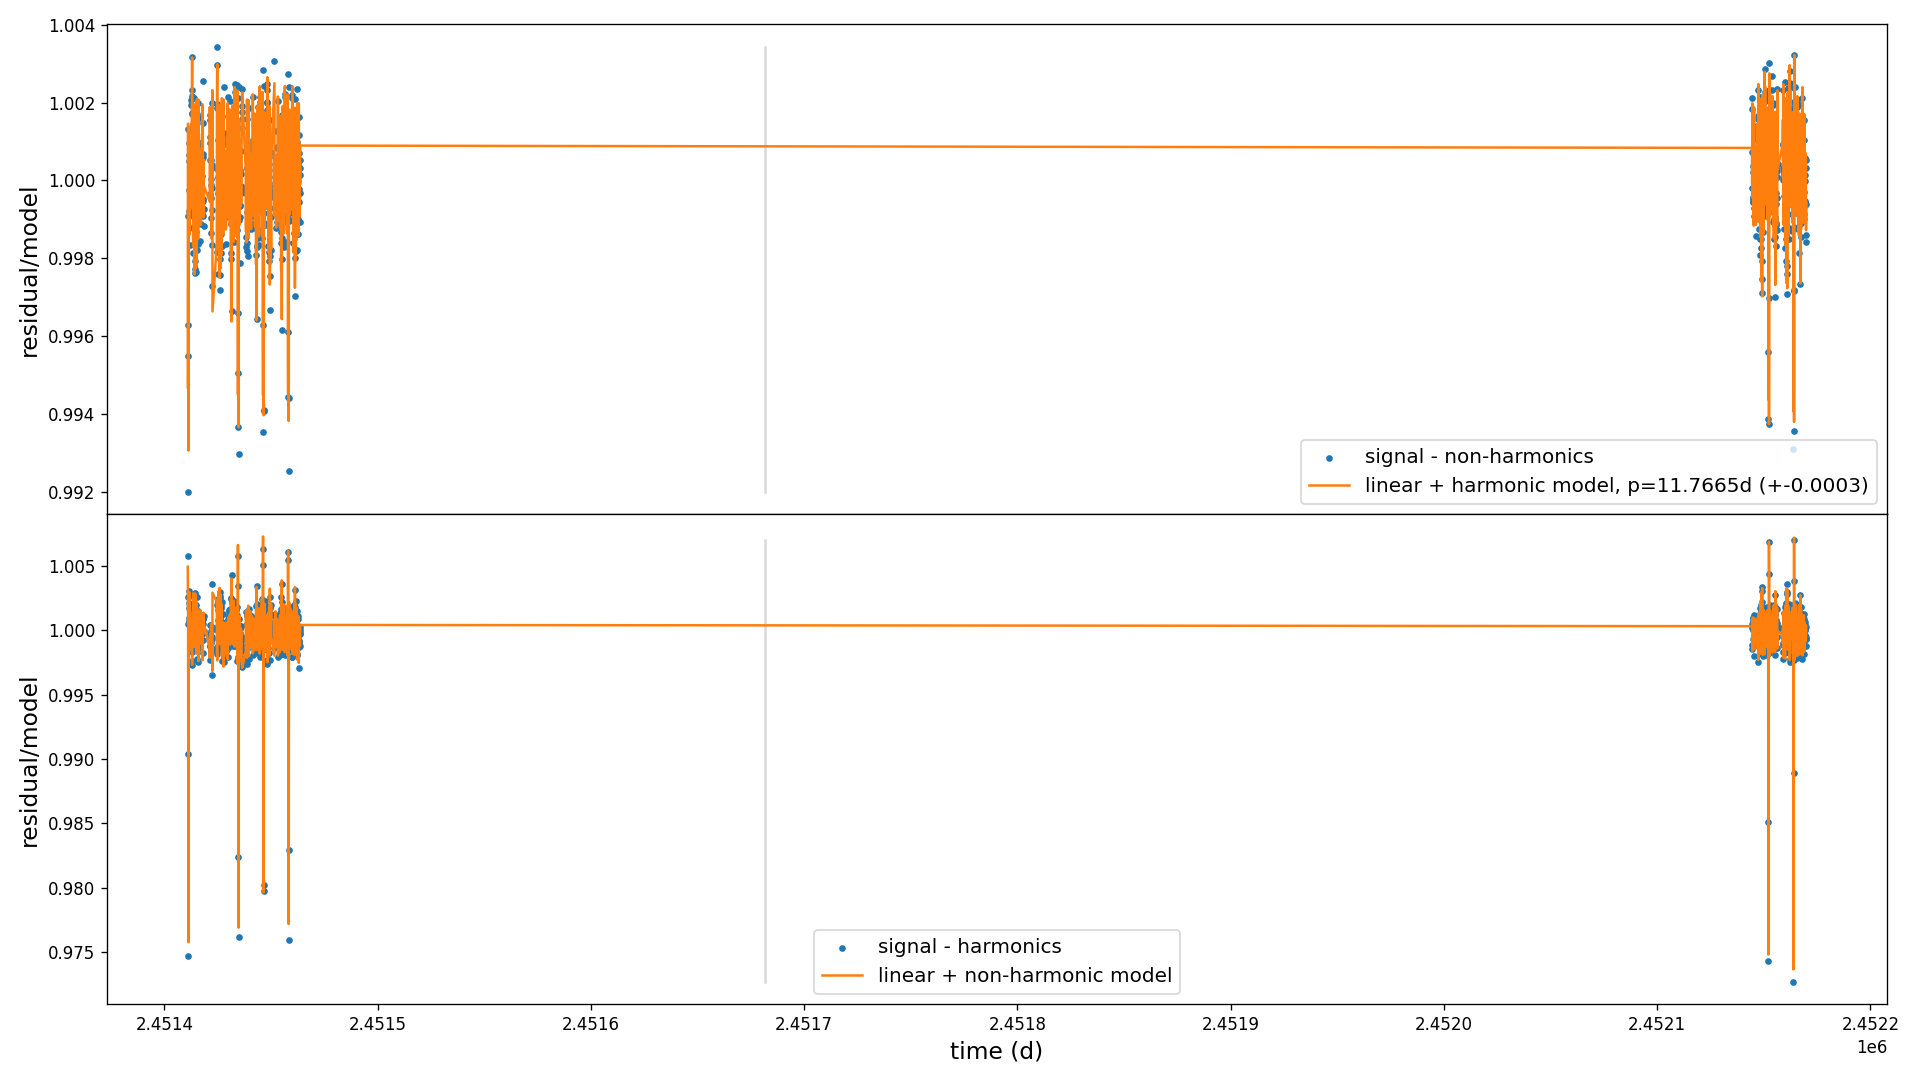 1.004
1.002
1.000
0.998
0.996
0.994
0.992
residual/model
signal - non-harmonics
linear + harmonic model, p=11.7665d (+-0.0003)
1.005
1.000
0.995
0.990
0.985
0.980
0.975
residual/model
signal - harmonics
linear + non-harmonic model
2.4514 2.4515 2.4516 2.4517 2.4518 2.4519 2.4520 2.4521 2.4522
1e6
time (d)